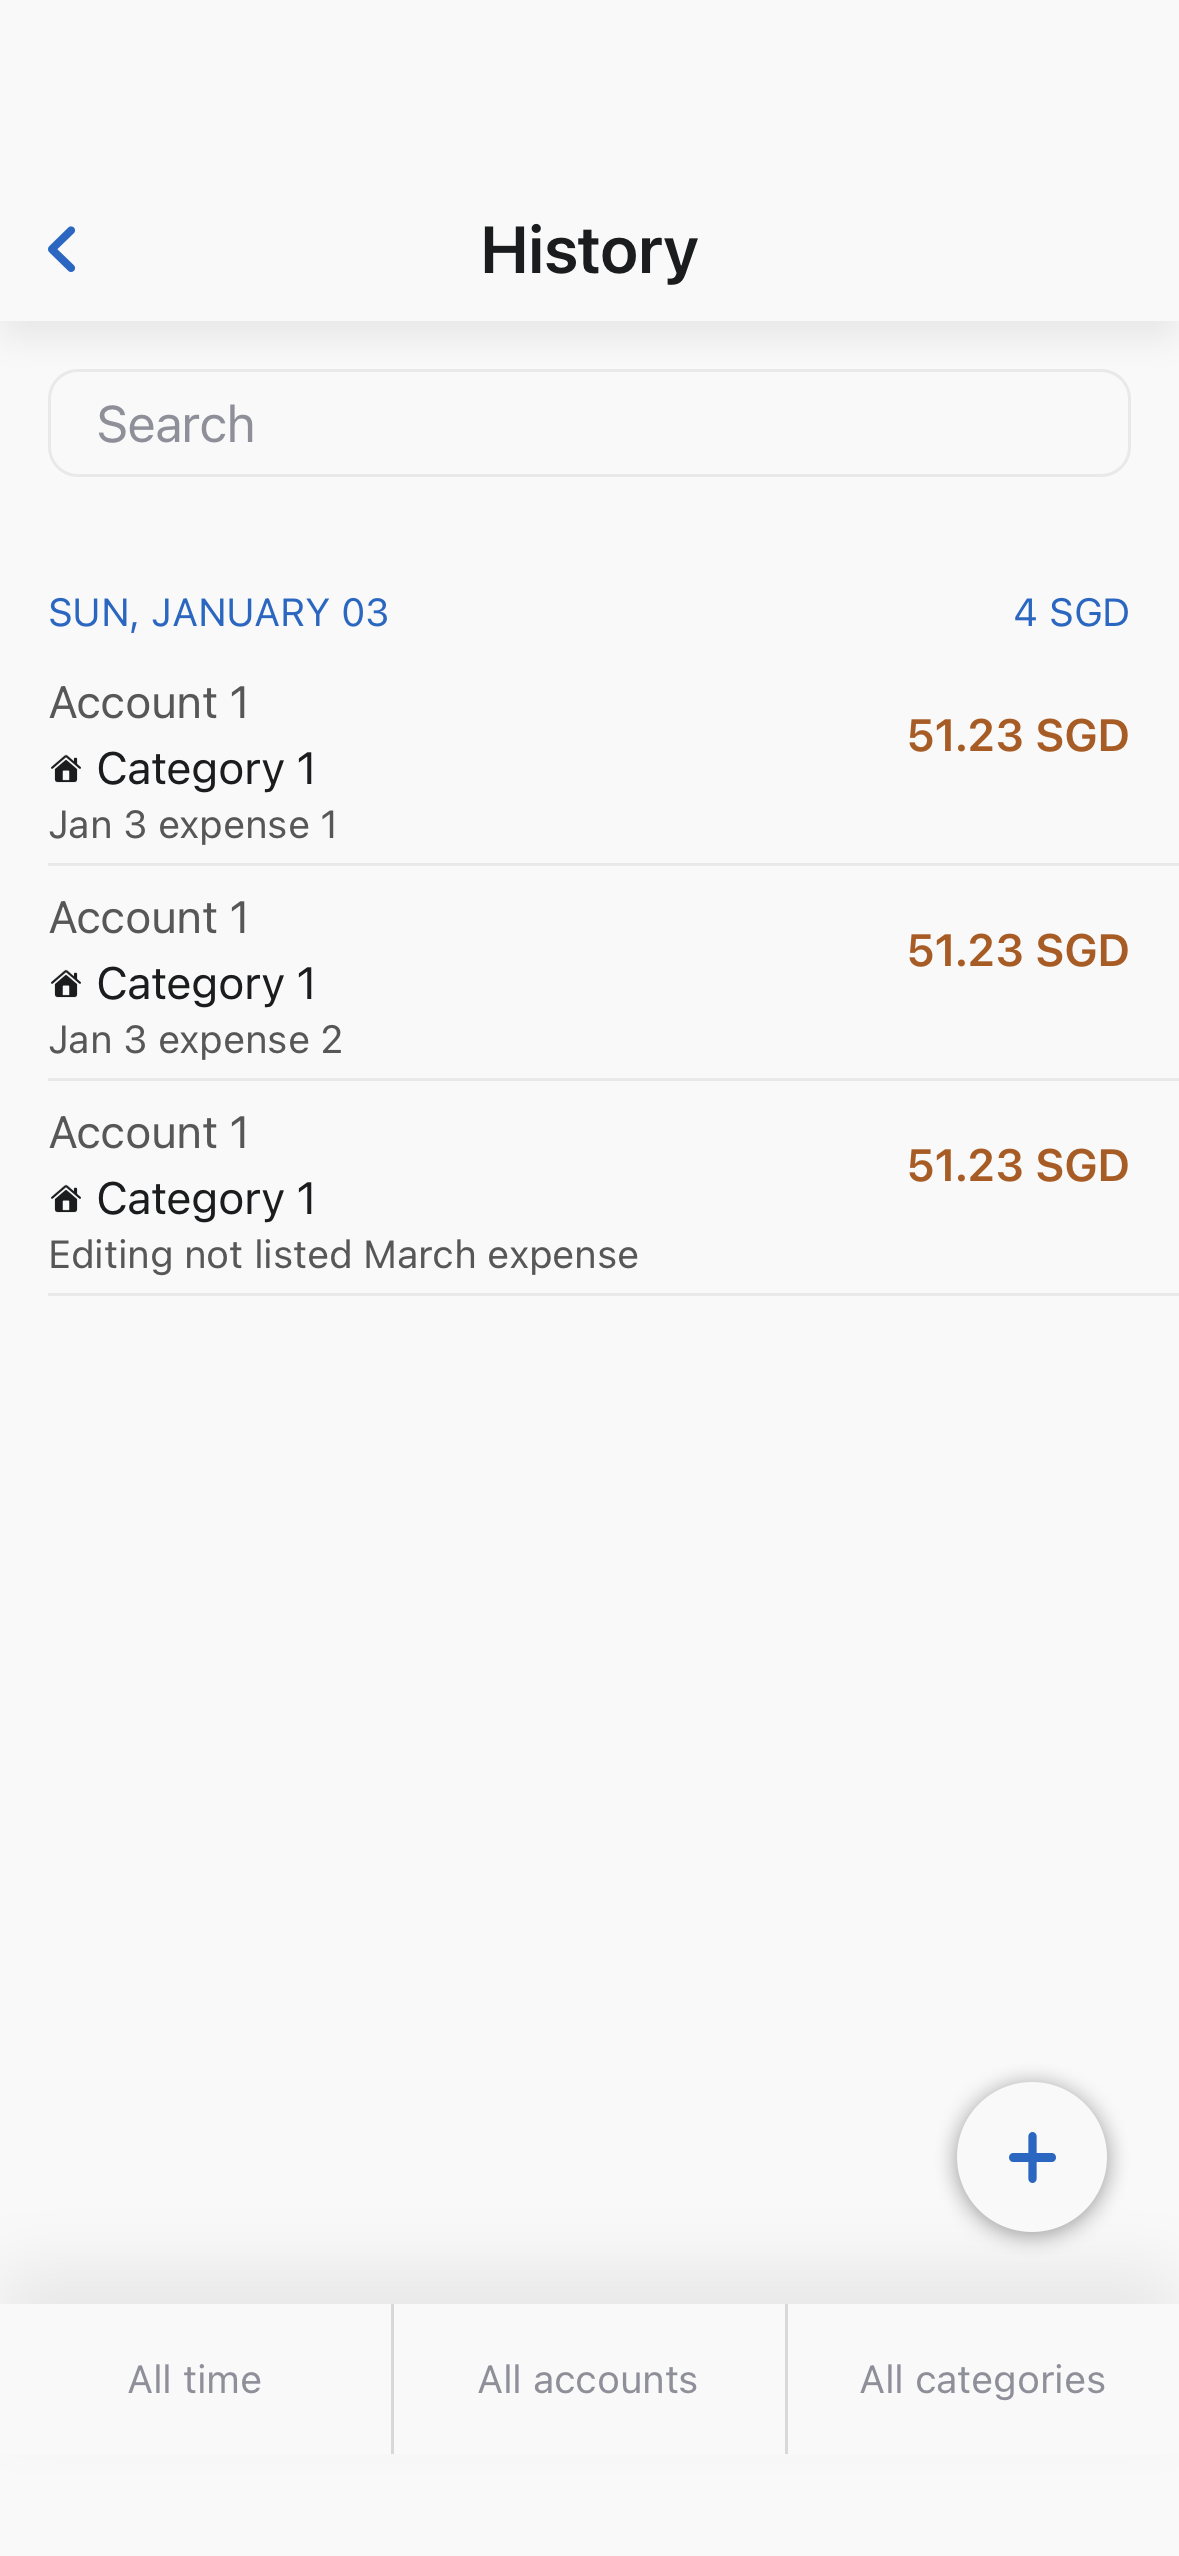 History
Search
SUN, JANUARY 03 4 SGD
Account 1
51.23 SGD
Category 1
Jan 3 expense 1
Account 1
51.23 SGD
Category 1
Jan 3 expense 2
Account 1
51.23 SGD
Category 1
Editing not listed March expense
All time All accounts All categories